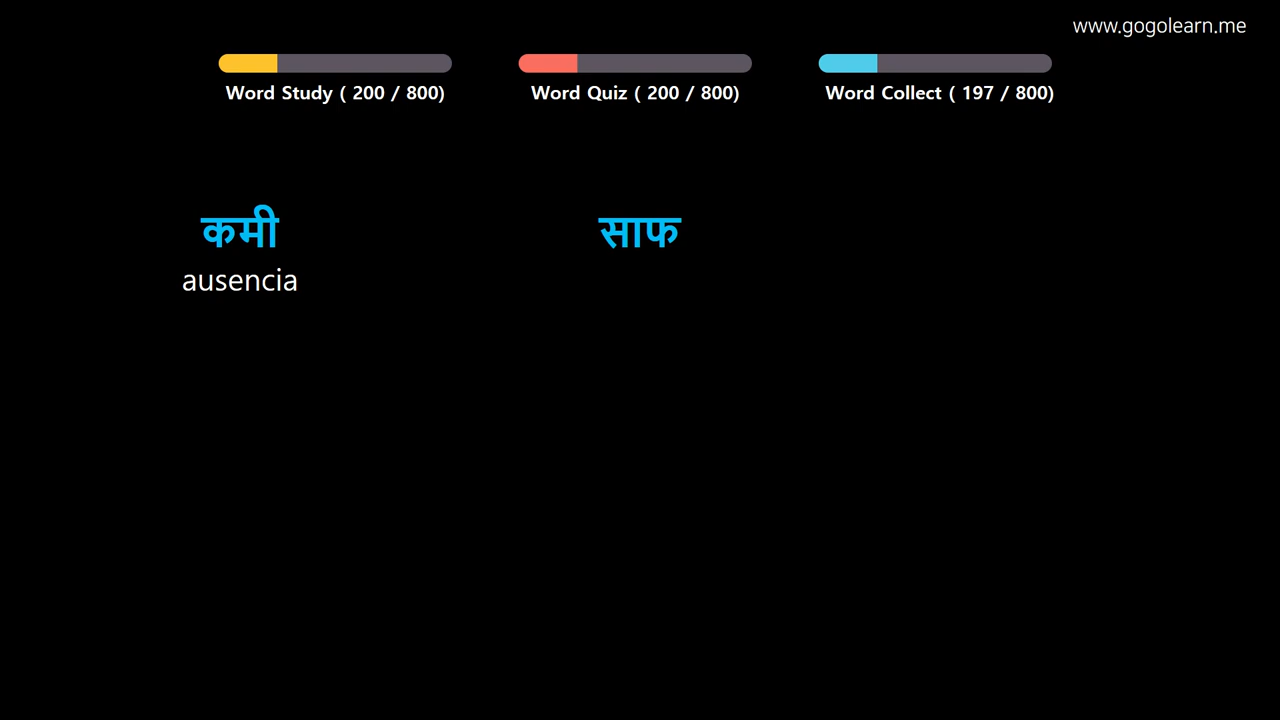 www.gogolearn.me
Word Study ( 200 / 800)
Word Quiz ( 200 / 800)
Word Collect ( 197 / 800)
कमी
ausencia
साफ